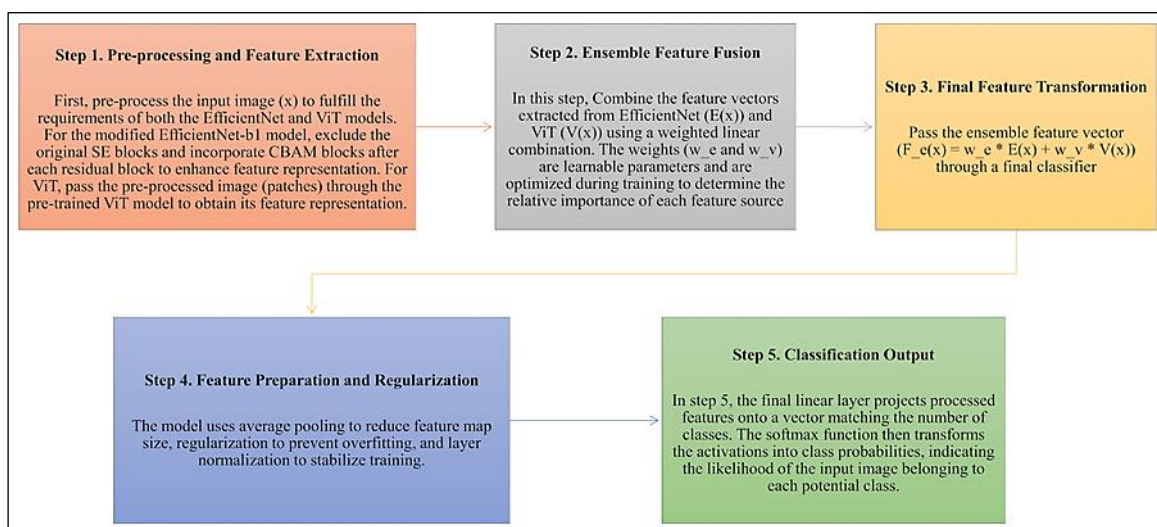 Step 1. Pre-processing and Feature Extraction
First, pre-process the input image (x) to fulfill the
requirements of both the EfficientNet and ViT models.
For the modified EfficientNet-b1 model, exclude the
original SE blocks and incorporate CBAM blocks after
each residual block to enhance feature representation. For
ViT, pass the pre-processed image (patches) through the
pre-trained ViT model to obtain its feature representation.
Step 2. Ensemble Feature Fusion
In this step, Combine the feature vectors
extracted from EfficientNet (E(x)) and
ViT (V(x)) using a weighted linear
combination. The weights (w_e and w_v)
are learnable parameters and are
optimized during training to determine the
relative importance of each feature source
Step 3. Final Feature Transformation
Pass the ensemble feature vector
(F_e(x) = w_e * E(x) + w_v * V(x))
through a final classifier
Step 4. Feature Preparation and Regularization
The model uses average pooling to reduce feature map
size, regularization to prevent overfitting, and layer
normalization to stabilize training.
Step 5. Classification Output
In step 5, the final linear layer projects processed
features onto a vector matching the number of
classes. The softmax function then transforms
the activations into class probabilities, indicating
the likelihood of the input image belonging to
each potential class.